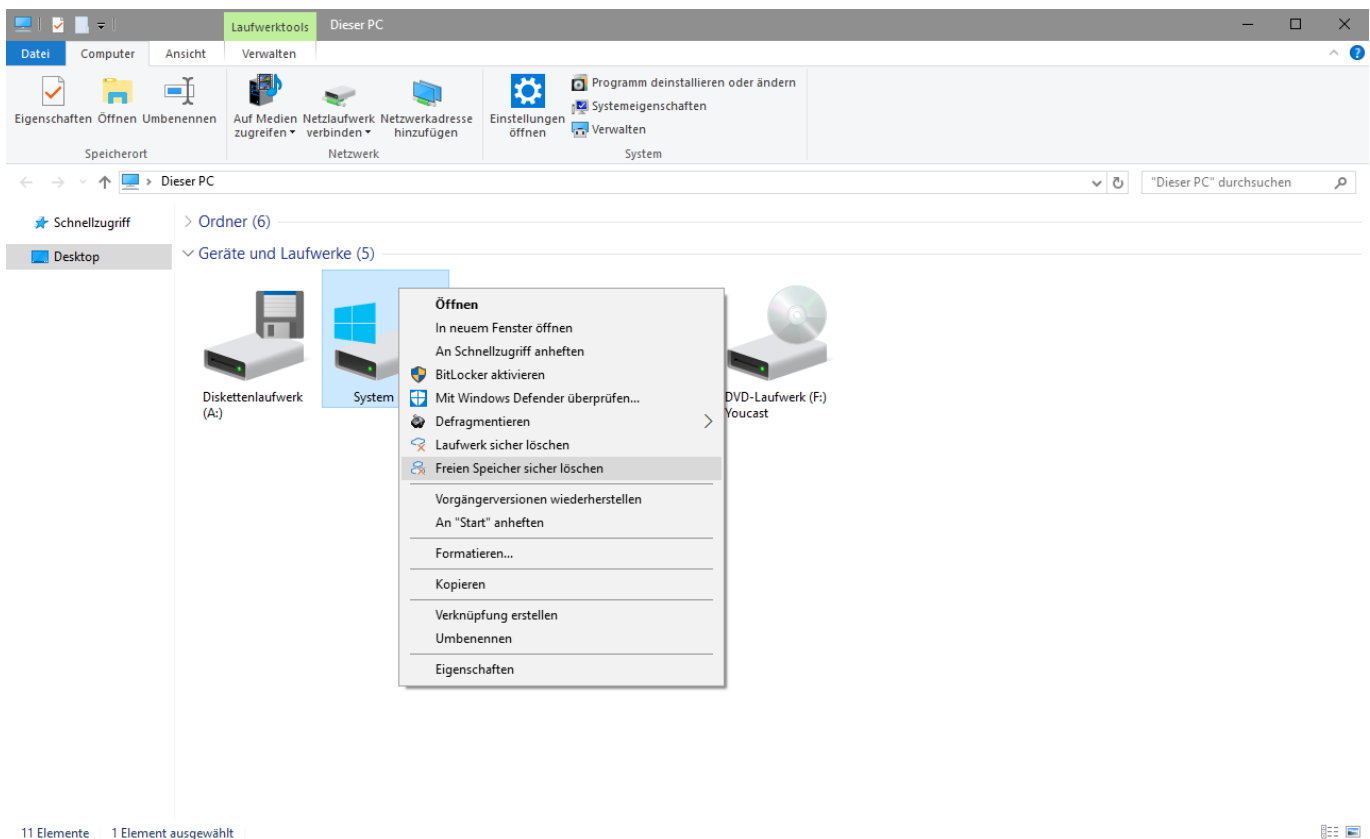 Laufwerktools Dieser PC
Datei Computer Ansicht Verwalten
Eigenschaften Öffnen Umbenennen
Auf Medien zugreifen
Netzlaufwerk verbinden
Netzwerkadresse hinzufügen
Einstellungen öffnen
Programm deinstallieren oder ändern
Systemeigenschaften
Verwalten
Speicherort Netzwerk System
Dieser PC
"Dieser PC" durchsuchen
Schnellzugriff
Desktop
Ordner (6)
Geräte und Laufwerke (5)
Diskettenlaufwerk
(A:)
System
DVD-Laufwerk (F:)
Youcast
Öffnen
In neuem Fenster öffnen
An Schnellzugriff anheften
BitLocker aktivieren
Mit Windows Defender überprüfen...
Defragmentieren
Laufwerk sicher löschen
Freien Speicher sicher löschen
Vorgängerversionen wiederherstellen
An "Start" anheften
Formatieren...
Kopieren
Verknüpfung erstellen
Umbenennen
Eigenschaften
11 Elemente 1 Element ausgewählt